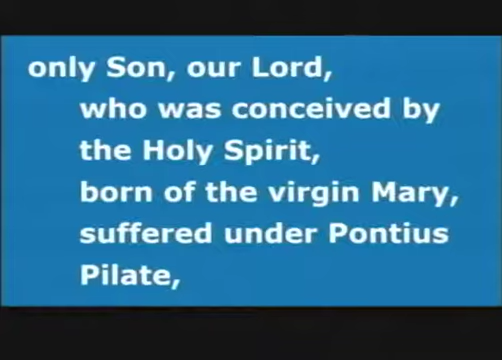 only Son, our Lord,
who was conceived by
the Holy Spirit,
born of the virgin Mary,
suffered under Pontius
Pilate,